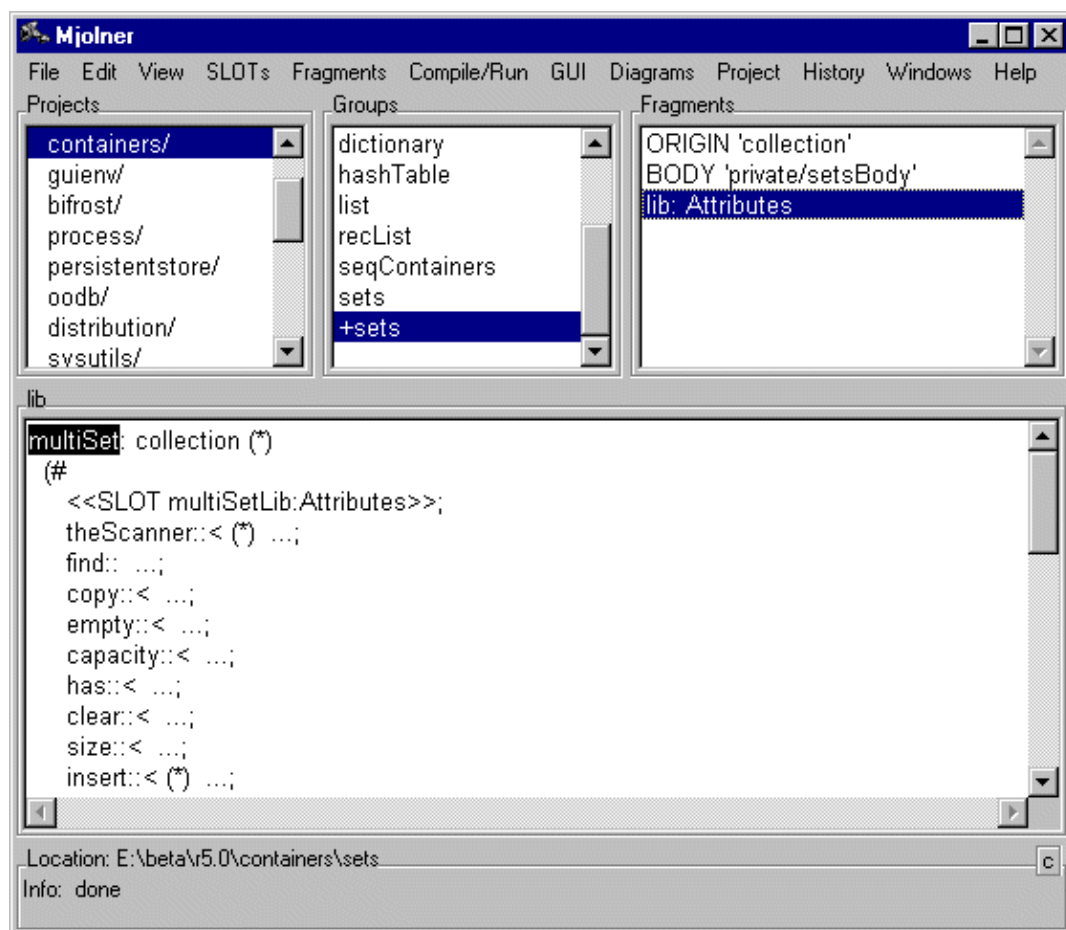 Mjolner
File Edit View SLOTs Fragments Compile/Run GUI Diagrams Project History Windows Help
Projects
containers/
guienv/
bifrost/
process/
persistentstore/
oodb/
distribution/
sysutils/
Groups
dictionary
hashTable
list
recList
seqContainers
sets
+sets
Fragments
ORIGIN 'collection'
BODY 'private/setsBody'
lib: Attributes
lib
multiSet: collection (*)
(#
<<SLOT multiSetLib:Attributes>>;
theScanner::< (*) ...;
find:: ...;
copy::< ...;
empty::< ...;
capacity::< ...;
has::< ...;
clear::< ...;
size::< ...;
insert::< (*) ...;
Location: E:\beta\r5.0\containers\sets
c
Info: done